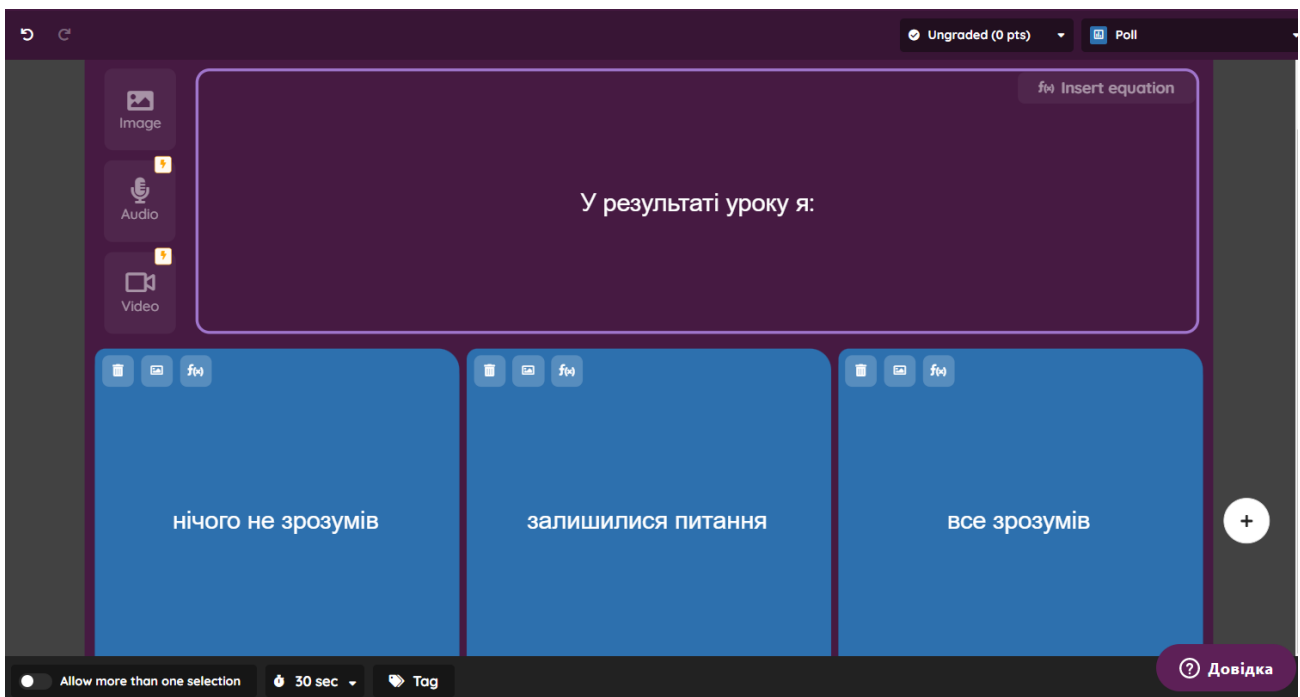 Ungraded (0 pts)
Poll
Image
Audio
Video
f(x) Insert equation
У результаті уроку я:
f(x)
f(x)
f(x)
нічого не зрозумів
залишилися питання
все зрозумів
+
Allow more than one selection
30 sec
Tag
? Довідка